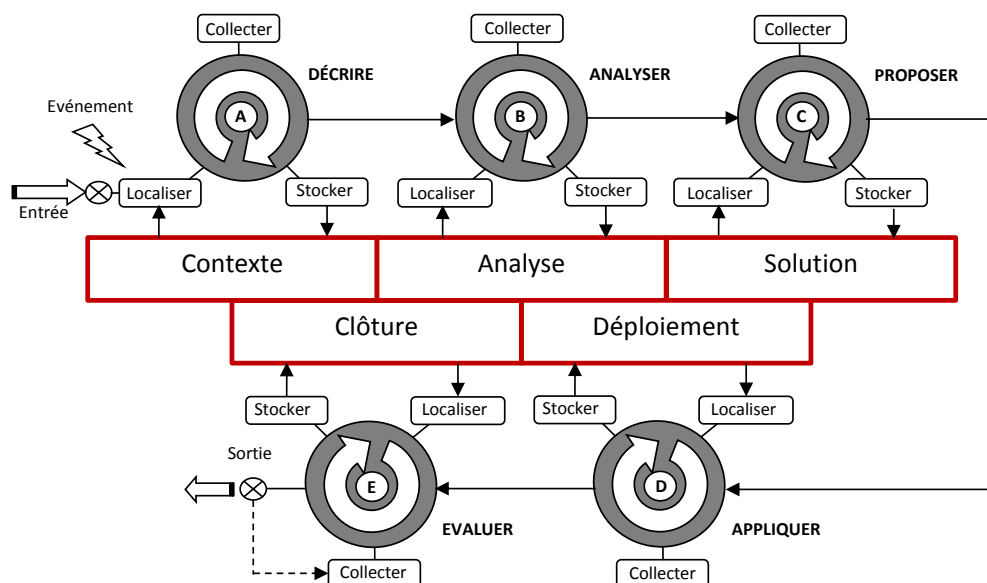 Collecter
Collecter
Collecter
DÉCRIRE
ANALYSER
PROPOSER
Evénement
A
B
C
Localiser
Stocker
Localiser
Stocker
Localiser
Stocker
Entrée
Contexte
Analyse
Solution
Clôture
Déploiement
Stocker
Localiser
Stocker
Localiser
Sortie
E
D
EVALUER
APPLIQUER
Collecter
Collecter